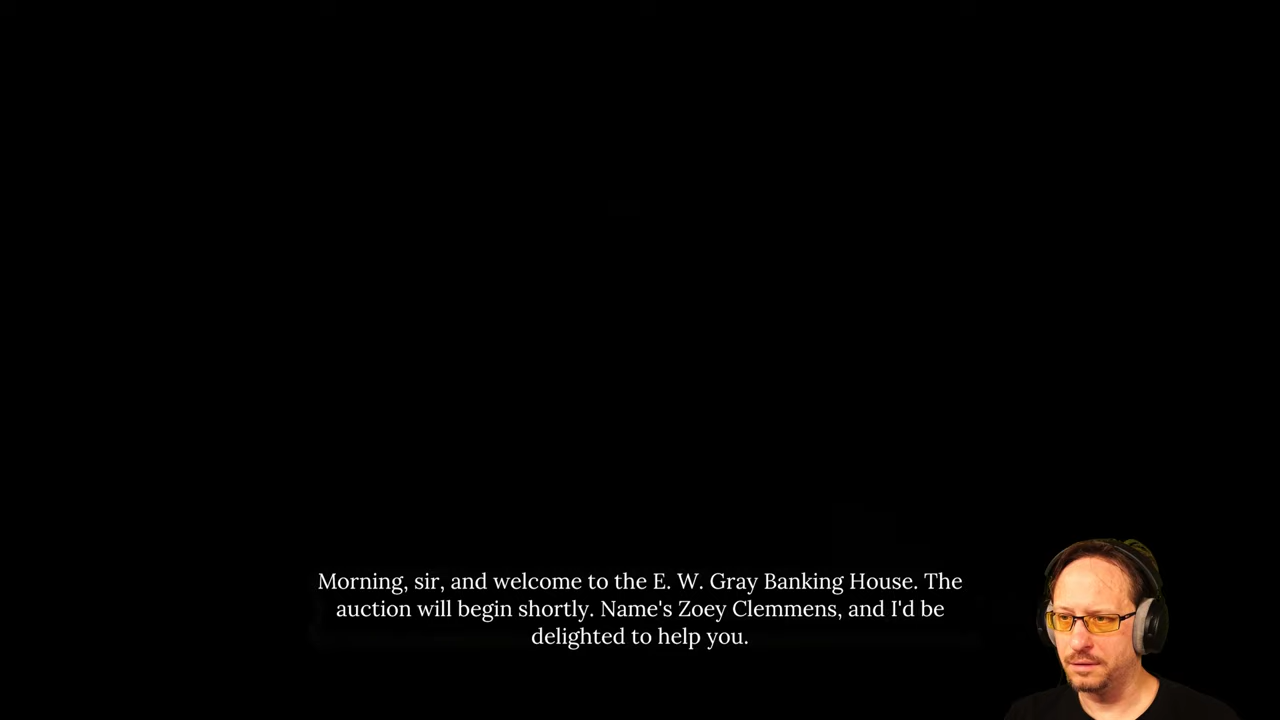 Morning, sir, and welcome to the E. W. Gray Banking House. The
auction will begin shortly. Name's Zoey Clemmens, and I'd be
delighted to help you.